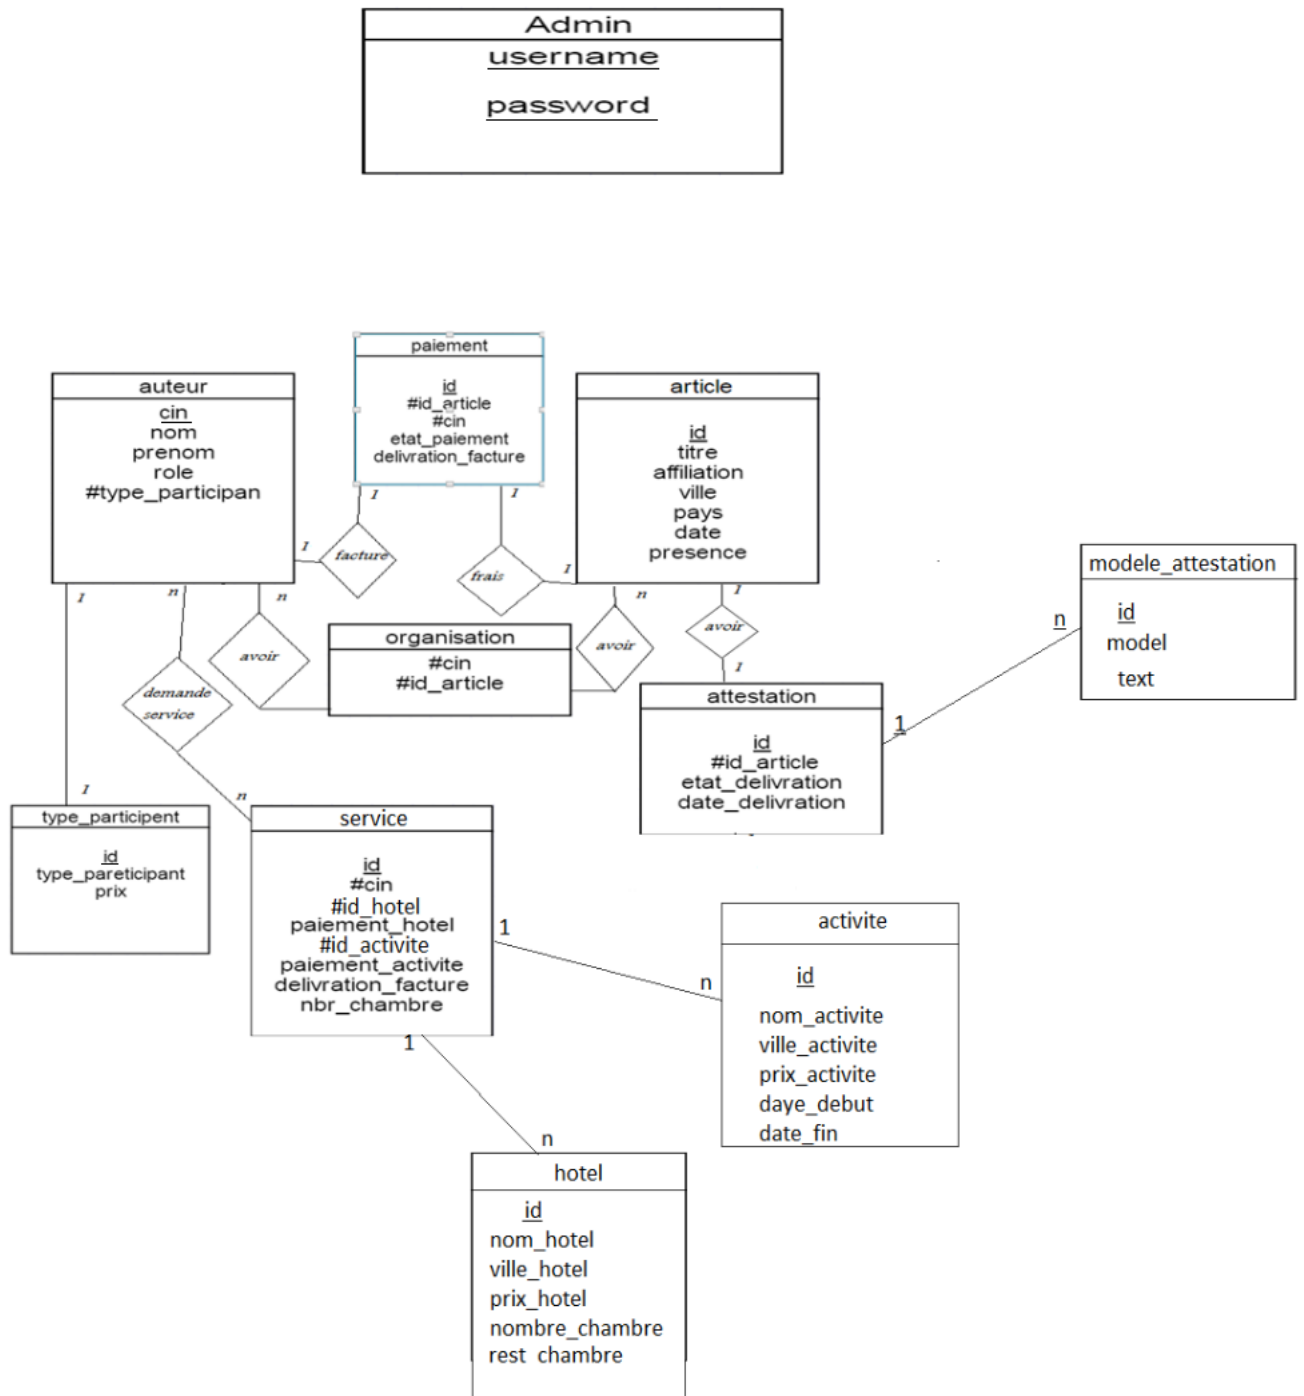 Admin
username
password
paiement
id
#id_article
#cin
etat_paiement
delivration_facture
auteur
cin
nom
prenom
role
#type_participan
article
id
titre
affiliation
ville
pays
date
presence
1
1
1
facture
frais
1
1
n
n
n
1
modele_attestation
id
model
text
n
organisation
#cin
#id_article
avoir
avoir
avoir
demande
service
1
attestation
id
#id_article
etat_delivration
date_delivration
1
1
n
type_participent
id
type_pareticipant
prix
service
id
#cin
#id_hotel
paiement_hotel
#id_activite
paiement_activite
delivration_facture
nbr_chambre
1
n
activite
id
nom_activite
ville_activite
prix_activite
daye_debut
date_fin
1
n
hotel
id
nom_hotel
ville_hotel
prix_hotel
nombre_chambre
rest_chambre